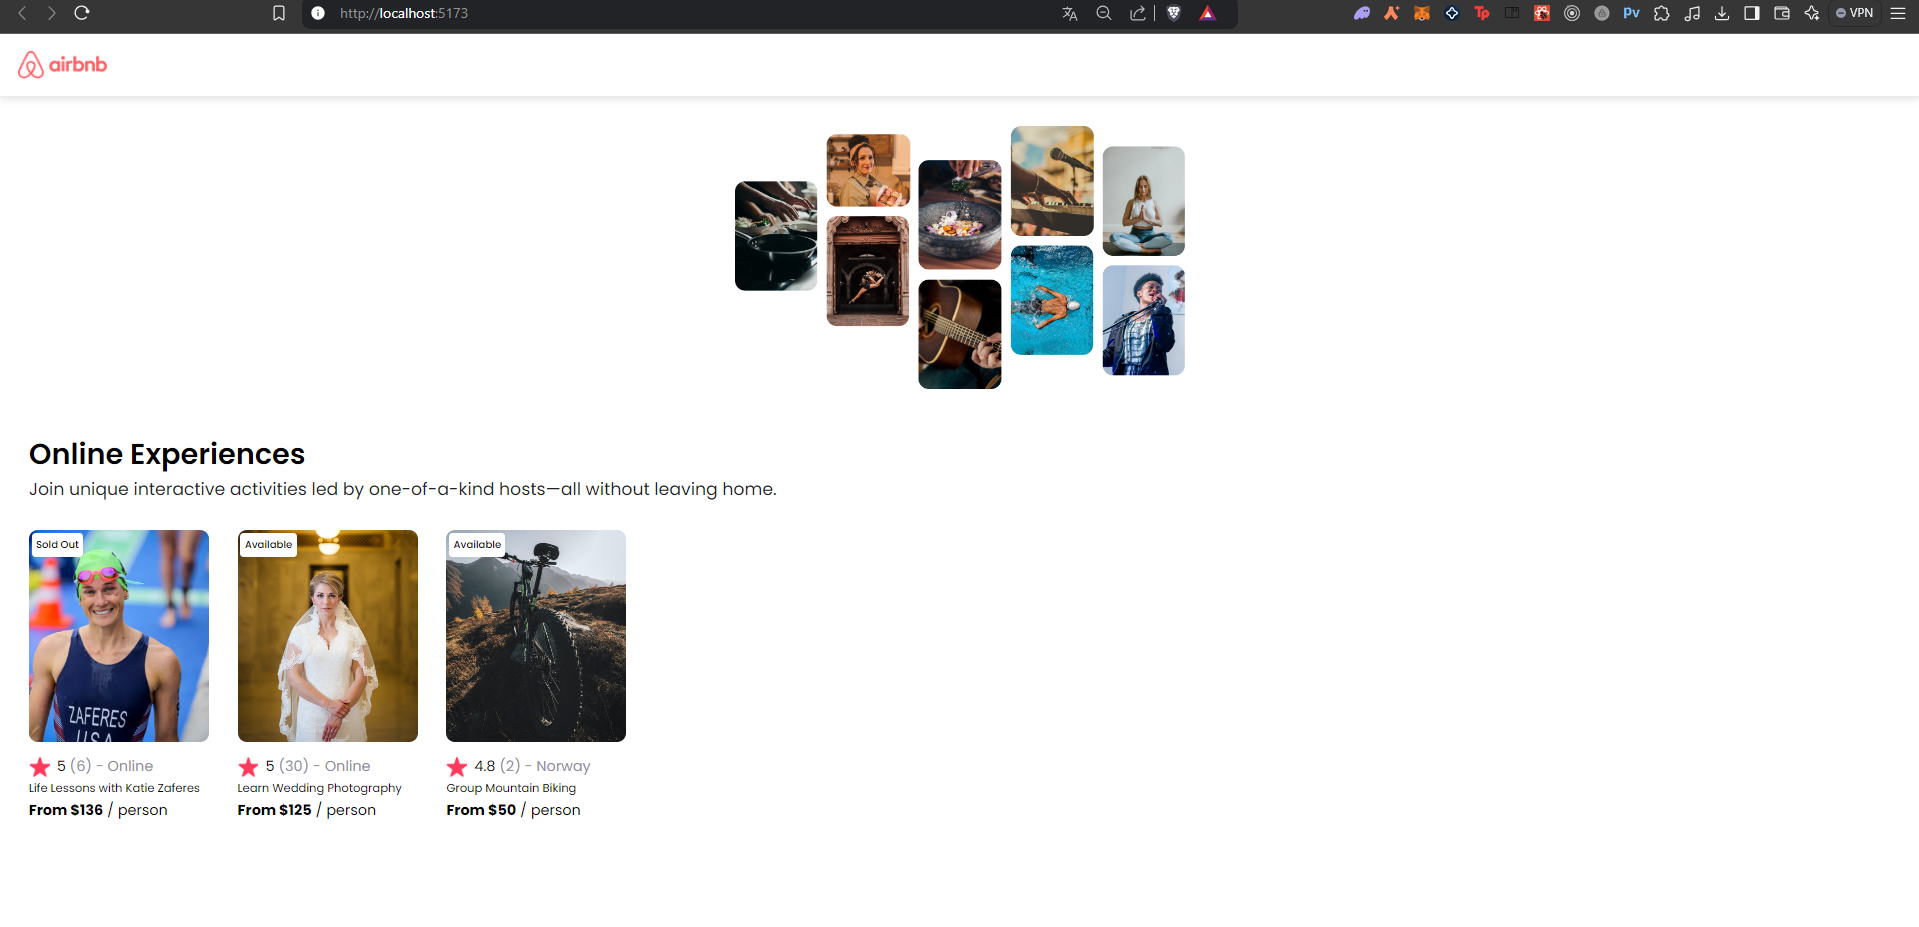 http://localhost:5173
Tp
Pv
VPN
airbnb
Online Experiences
Join unique interactive activities led by one-of-a-kind hosts—all without leaving home.
Sold Out
Available
Available
ZAFERES
USA
5 (6) - Online
5 (30) - Online
4.8 (2) - Norway
Life Lessons with Katie Zaferes
Learn Wedding Photography
Group Mountain Biking
From $136 / person
From $125 / person
From $50 / person